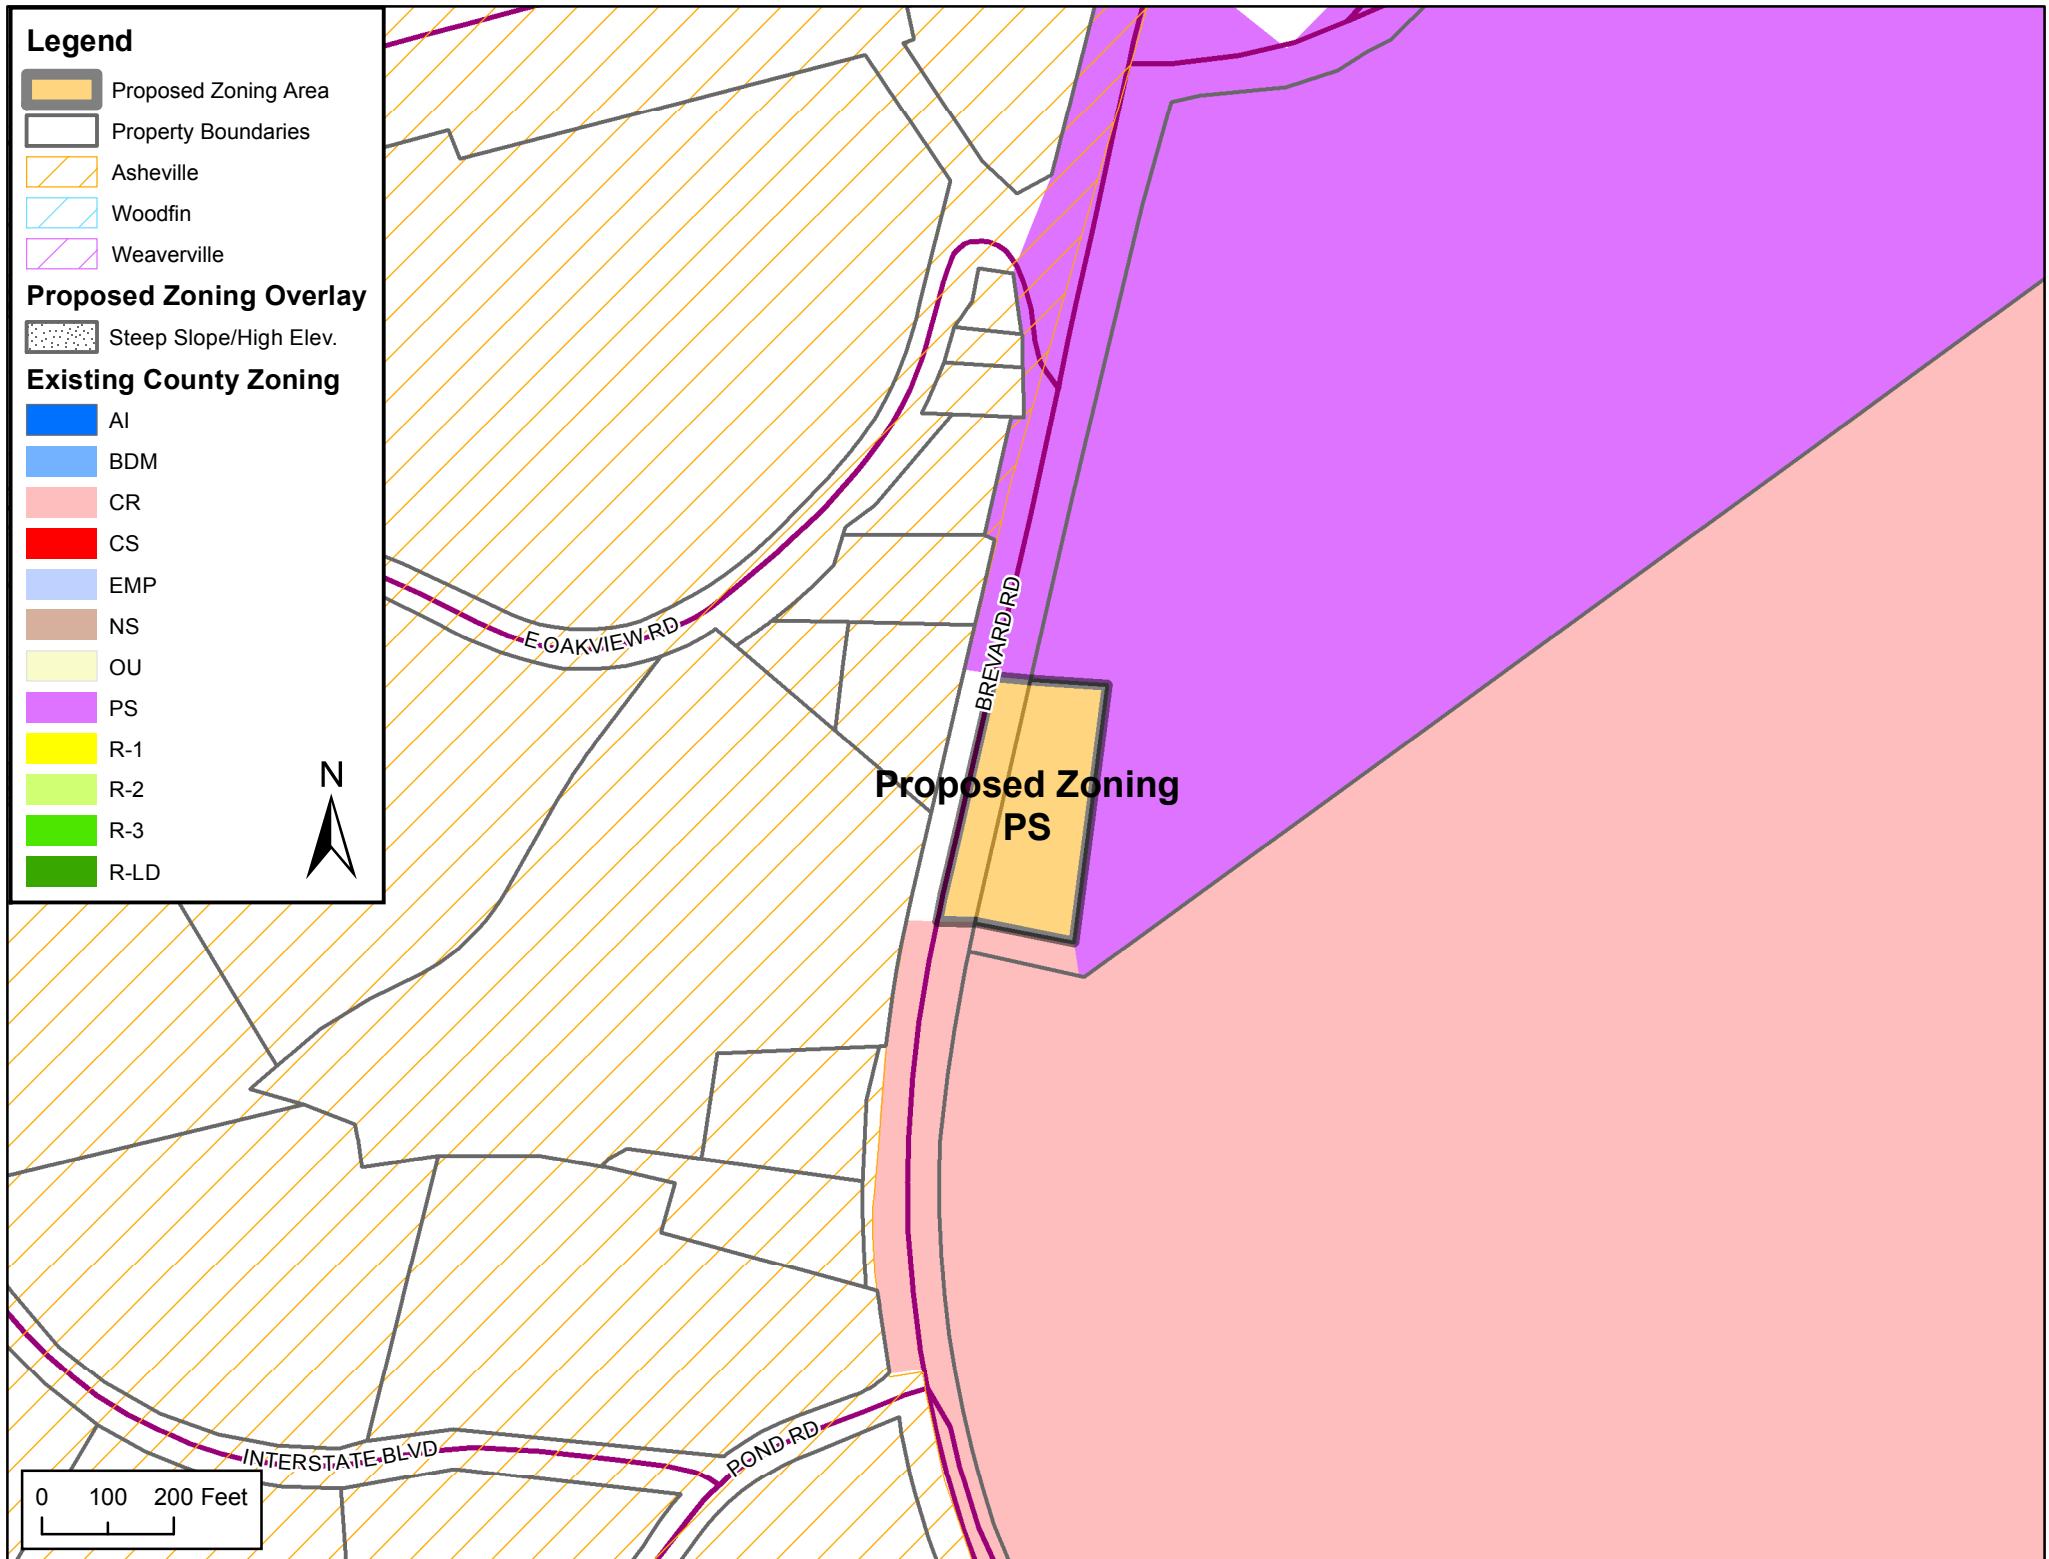 Legend
Proposed Zoning Area
Property Boundaries
Asheville
Woodfin
Weaverville
Proposed Zoning Overlay
Steep Slope/High Elev.
Existing County Zoning
AI
BDM
CR
CS
EMP
NS
OU
PS
R-1
R-2
R-3
R-LD
N
E OAKVIEW RD
BREVARD RD
Proposed Zoning
PS
INTERSTATE BLVD
POND RD
0 100 200 Feet